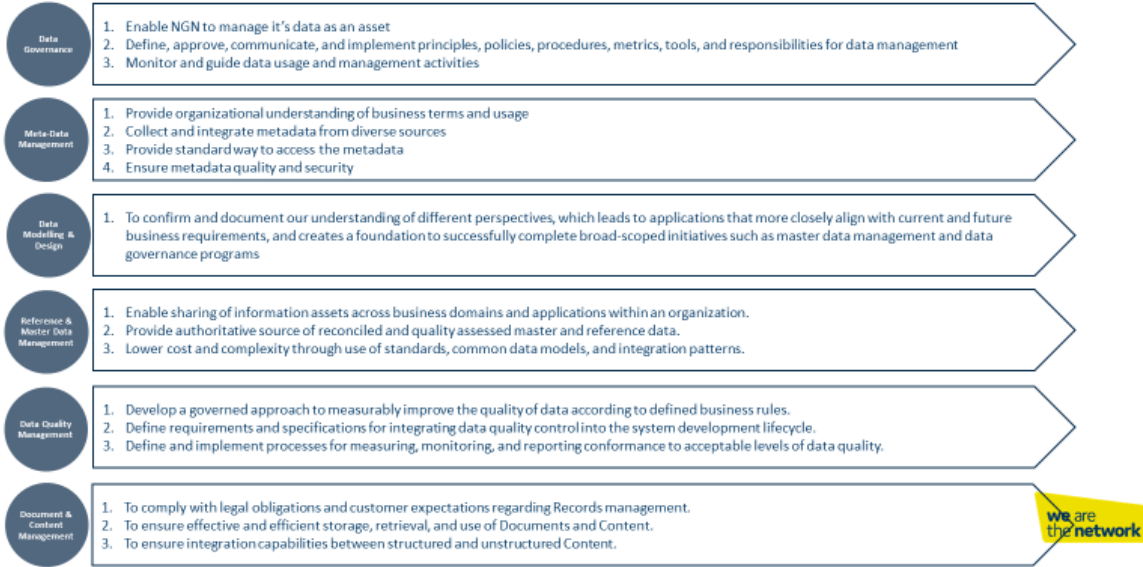 Data
Governance
1. Enable NGN to manage it's data as an asset
2. Define, approve, communicate, and implement principles, policies, procedures, metrics, tools, and responsibilities for data management
3. Monitor and guide data usage and management activities
Meta-Data
Management
1. Provide organizational understanding of business terms and usage
2. Collect and integrate metadata from diverse sources
3. Provide standard way to access the metadata
4. Ensure metadata quality and security
Data
Modelling &
Design
1. To confirm and document our understanding of different perspectives, which leads to applications that more closely align with current and future
business requirements, and creates a foundation to successfully complete broad-scoped initiatives such as master data management and data
governance programs
Reference &
Master Data
Management
1. Enable sharing of information assets across business domains and applications within an organization.
2. Provide authoritative source of reconciled and quality assessed master and reference data.
3. Lower cost and complexity through use of standards, common data models, and integration patterns.
Data Quality
Management
1. Develop a governed approach to measurably improve the quality of data according to defined business rules.
2. Define requirements and specifications for integrating data quality control into the system development lifecycle.
3. Define and implement processes for measuring, monitoring, and reporting conformance to acceptable levels of data quality.
Document &
Content
Management
1. To comply with legal obligations and customer expectations regarding Records management.
2. To ensure effective and efficient storage, retrieval, and use of Documents and Content.
3. To ensure integration capabilities between structured and unstructured Content.
we are
the network